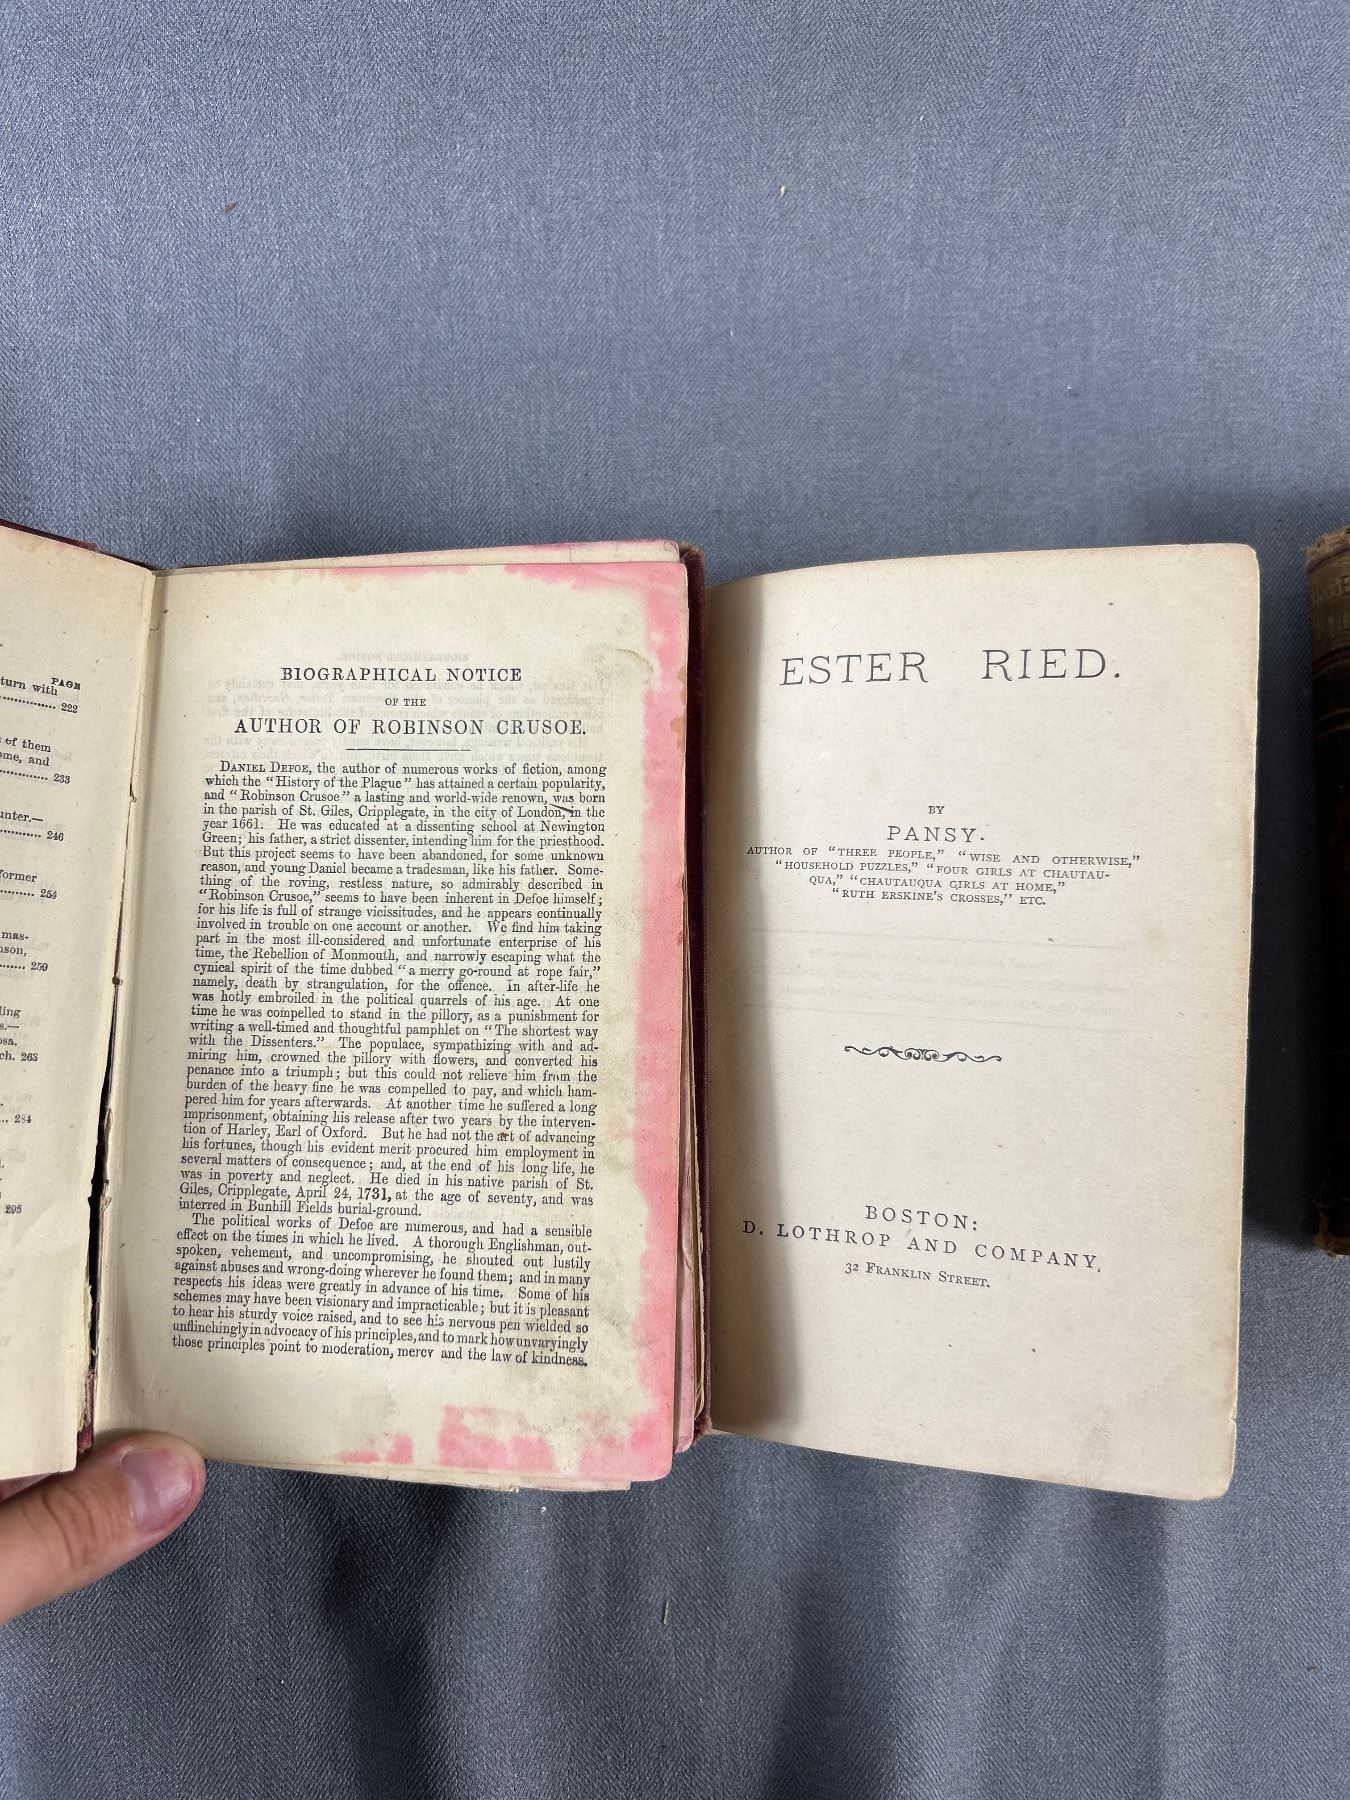 PAGE
turn with
222
t of them
ome, and
233
unter.—
246
former
254
mas-
nson,
259
ling
s.—
osa.
ch. 263
284
295
BIOGRAPHICAL NOTICE
OF THE
AUTHOR OF ROBINSON CRUSOE.
DANIEL DEFOE, the author of numerous works of fiction, among
which the "History of the Plague" has attained a certain popularity,
and "Robinson Crusoe" a lasting and world-wide renown, was born
in the parish of St. Giles, Cripplegate, in the city of London, in the
year 1661. He was educated at a dissenting school at Newington
Green; his father, a strict dissenter, intending him for the priesthood.
But this project seems to have been abandoned, for some unknown
reason, and young Daniel became a tradesman, like his father. Some-
thing of the roving, restless nature, so admirably described in
"Robinson Crusoe," seems to have been inherent in Defoe himself;
for his life is full of strange vicissitudes, and he appears continually
involved in trouble on one account or another. We find him taking
part in the most ill-considered and unfortunate enterprise of his
time, the Rebellion of Monmouth, and narrowly escaping what the
cynical spirit of the time dubbed "a merry go-round at rope fair,"
namely, death by strangulation, for the offence. In after-life he
was hotly embroiled in the political quarrels of his age. At one
time he was compelled to stand in the pillory, as a punishment for
writing a well-timed and thoughtful pamphlet on "The shortest way
with the Dissenters." The populace, sympathizing with and ad-
miring him, crowned the pillory with flowers, and converted his
penance into a triumph; but this could not relieve him from the
burden of the heavy fine he was compelled to pay, and which ham-
pered him for years afterwards. At another time he suffered a long
imprisonment, obtaining his release after two years by the interven-
tion of Harley, Earl of Oxford. But he had not the art of advancing
his fortunes, though his evident merit procured him employment in
several matters of consequence; and, at the end of his long life, he
was in poverty and neglect. He died in his native parish of St.
Giles, Cripplegate, April 24, 1731, at the age of seventy, and was
interred in Bunhill Fields burial-ground.
The political works of Defoe are numerous, and had a sensible
effect on the times in which he lived. A thorough Englishman, out-
spoken, vehement, and uncompromising, he shouted out lustily
against abuses and wrong-doing wherever he found them; and in many
respects his ideas were greatly in advance of his time. Some of his
schemes may have been visionary and impracticable; but it is pleasant
to hear his sturdy voice raised, and to see his nervous pen wielded so
unflinchingly in advocacy of his principles, and to mark how unvaryingly
those principles point to moderation, mercy and the law of kindness.
ESTER RIED.
BY
PANSY.
AUTHOR OF "THREE PEOPLE," "WISE AND OTHERWISE,"
"HOUSEHOLD PUZZLES," "FOUR GIRLS AT CHAUTAU-
QUA," "CHAUTAUQUA GIRLS AT HOME,"
"RUTH ERSKINE'S CROSSES," ETC.
BOSTON:
D. LOTHROP AND COMPANY.
32 FRANKLIN STREET.